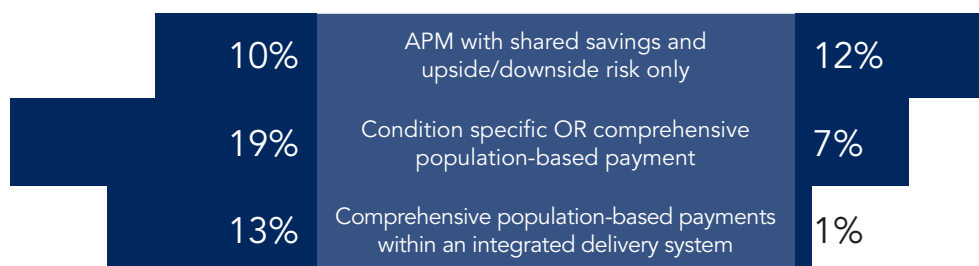 10%
APM with shared savings and
upside/downside risk only
12%
19%
Condition specific OR comprehensive
population-based payment
7%
13%
Comprehensive population-based payments
within an integrated delivery system
1%